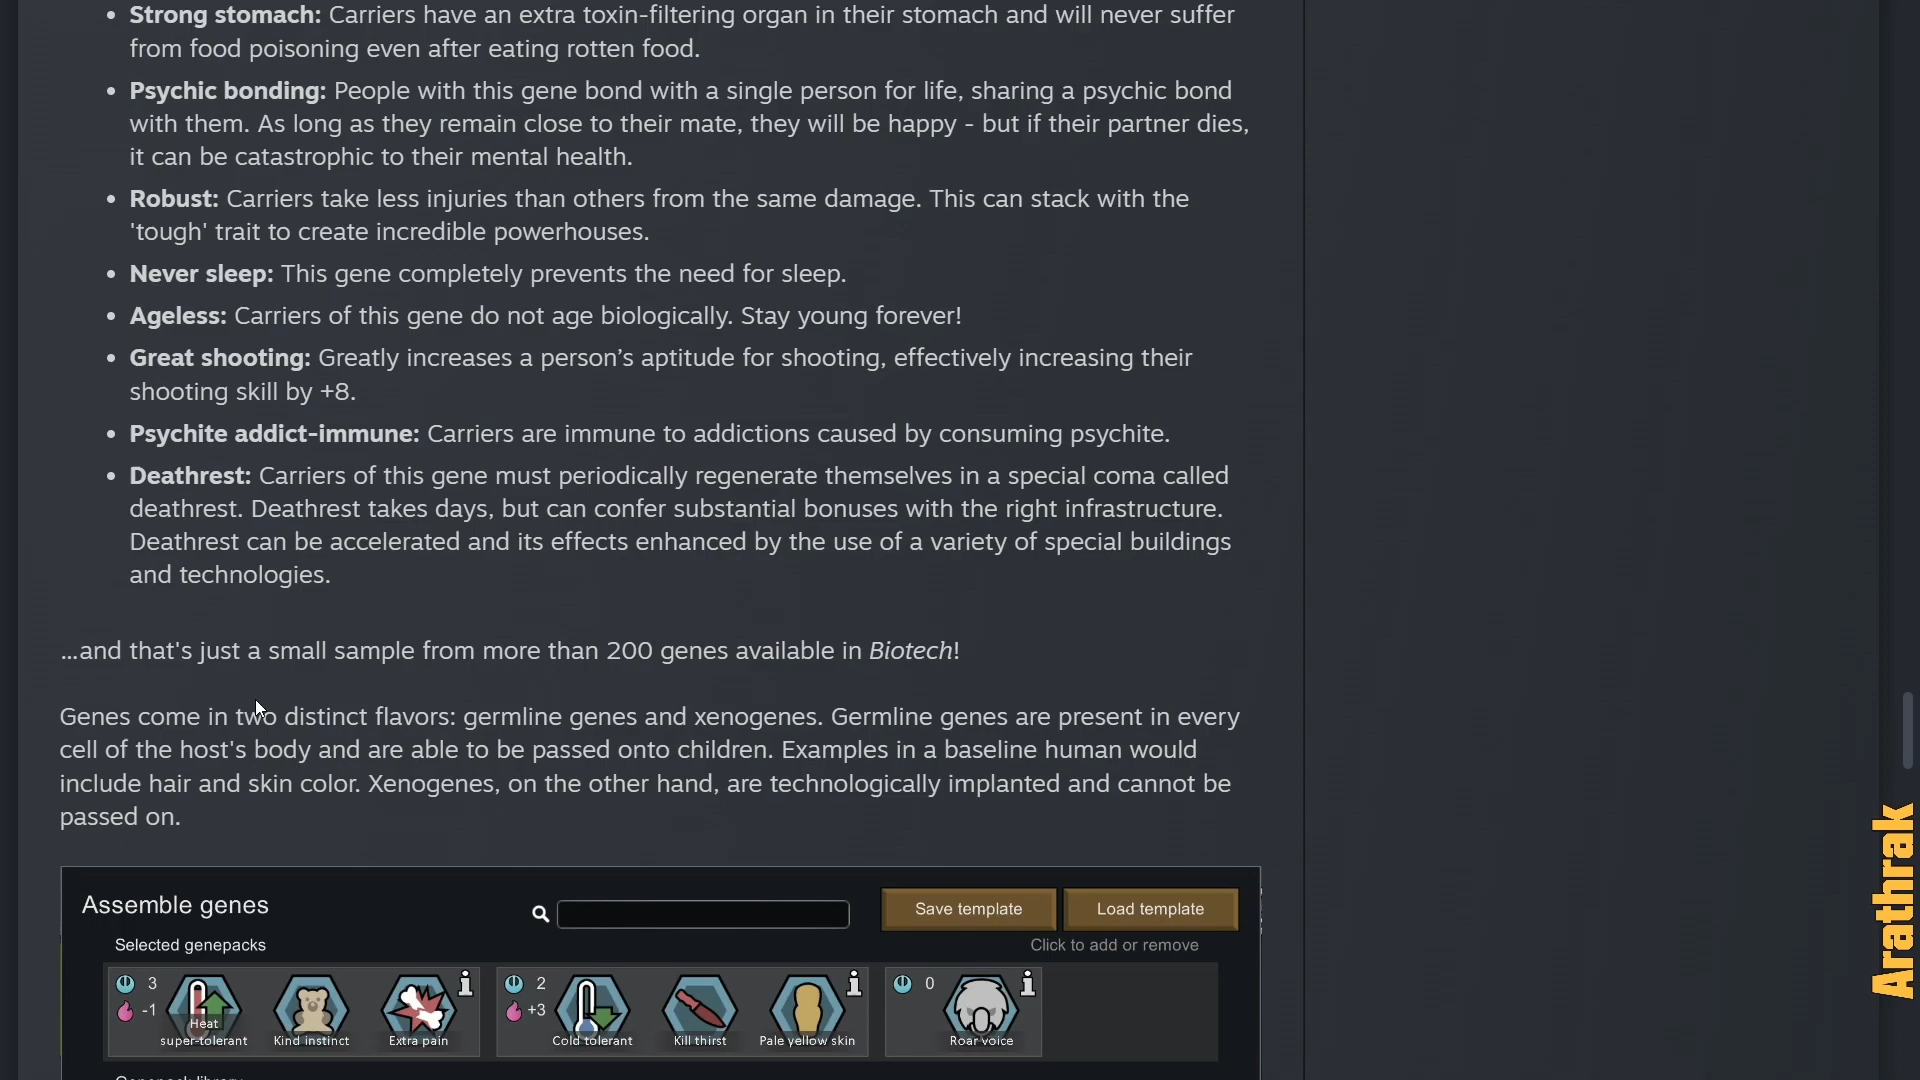 • Strong stomach: Carriers have an extra toxin-filtering organ in their stomach and will never suffer
from food poisoning even after eating rotten food.
• Psychic bonding: People with this gene bond with a single person for life, sharing a psychic bond
with them. As long as they remain close to their mate, they will be happy - but if their partner dies,
it can be catastrophic to their mental health.
• Robust: Carriers take less injuries than others from the same damage. This can stack with the
'tough' trait to create incredible powerhouses.
• Never sleep: This gene completely prevents the need for sleep.
• Ageless: Carriers of this gene do not age biologically. Stay young forever!
• Great shooting: Greatly increases a person’s aptitude for shooting, effectively increasing their
shooting skill by +8.
• Psychite addict-immune: Carriers are immune to addictions caused by consuming psychite.
• Deathrest: Carriers of this gene must periodically regenerate themselves in a special coma called
deathrest. Deathrest takes days, but can confer substantial bonuses with the right infrastructure.
Deathrest can be accelerated and its effects enhanced by the use of a variety of special buildings
and technologies.
...and that's just a small sample from more than 200 genes available in Biotech!
Genes come in two distinct flavors: germline genes and xenogenes. Germline genes are present in every
cell of the host's body and are able to be passed onto children. Examples in a baseline human would
include hair and skin color. Xenogenes, on the other hand, are technologically implanted and cannot be
passed on.
Assemble genes
Save template
Load template
Selected genepacks
Click to add or remove
3
-1
Heat
super-tolerant
Kind instinct
Extra pain
2
+3
Cold tolerant
Kill thirst
Pale yellow skin
0
Roar voice
Genepack library
Arathrak